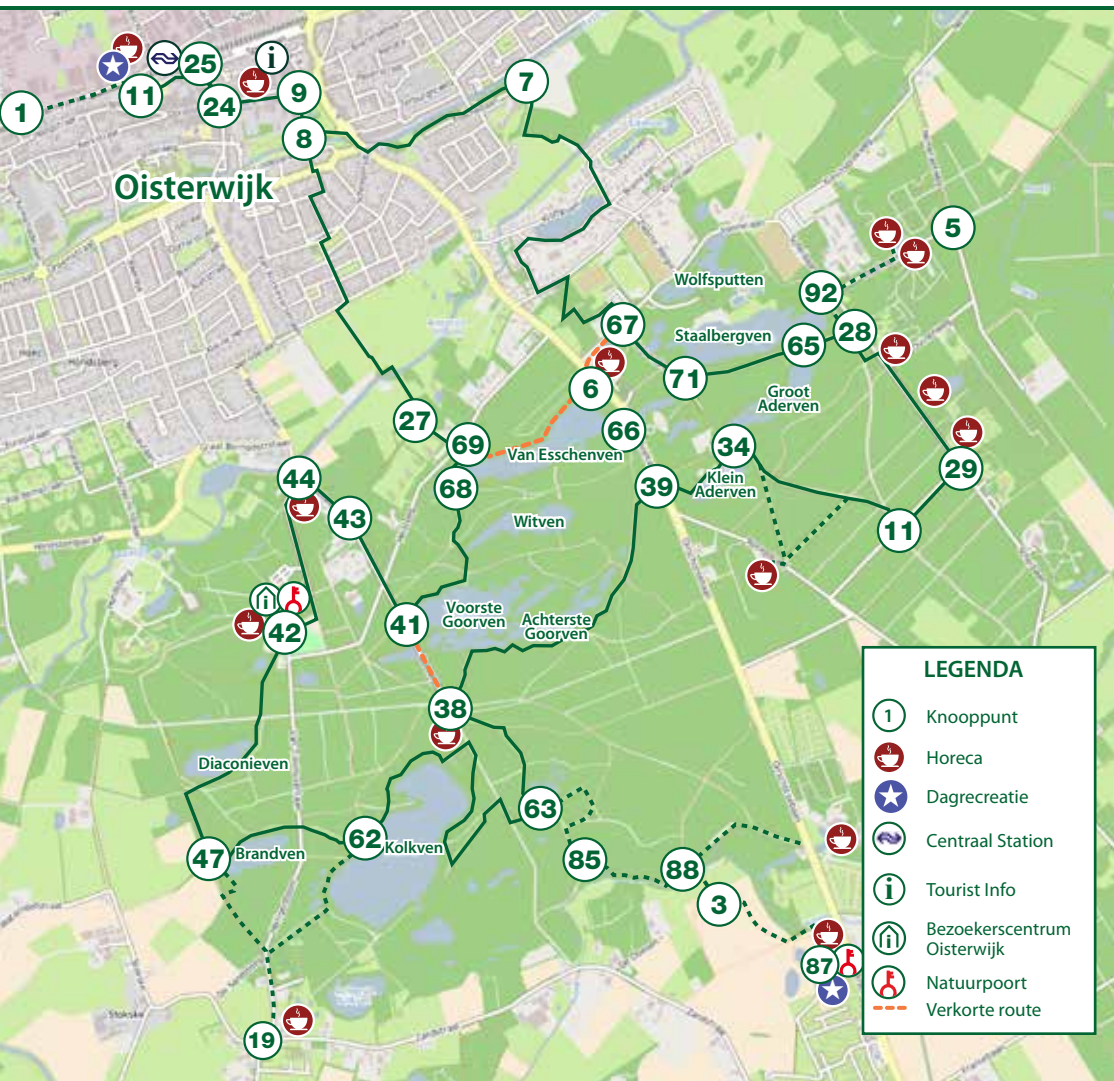 1
11
25
24
i
9
8
7
Oisterwijk
5
Wolfsputten
92
67
Staalbergven
65
28
71
6
Groot
Aderven
27
66
69
34
Van Esschenven
29
44
68
39
Klein
Aderven
43
Witven
11
i
42
41
Voorste
Goorven
Achterste
Goorven
38
Diaconieven
63
62
Kolkven
47
Brandven
85
88
3
87
19
LEGENDA
1 Knooppunt
Horeca
Dagrecreatie
Centraal Station
i Tourist Info
i Bezoekerscentrum
Oisterwijk
Natuurpoort
Verkorte route